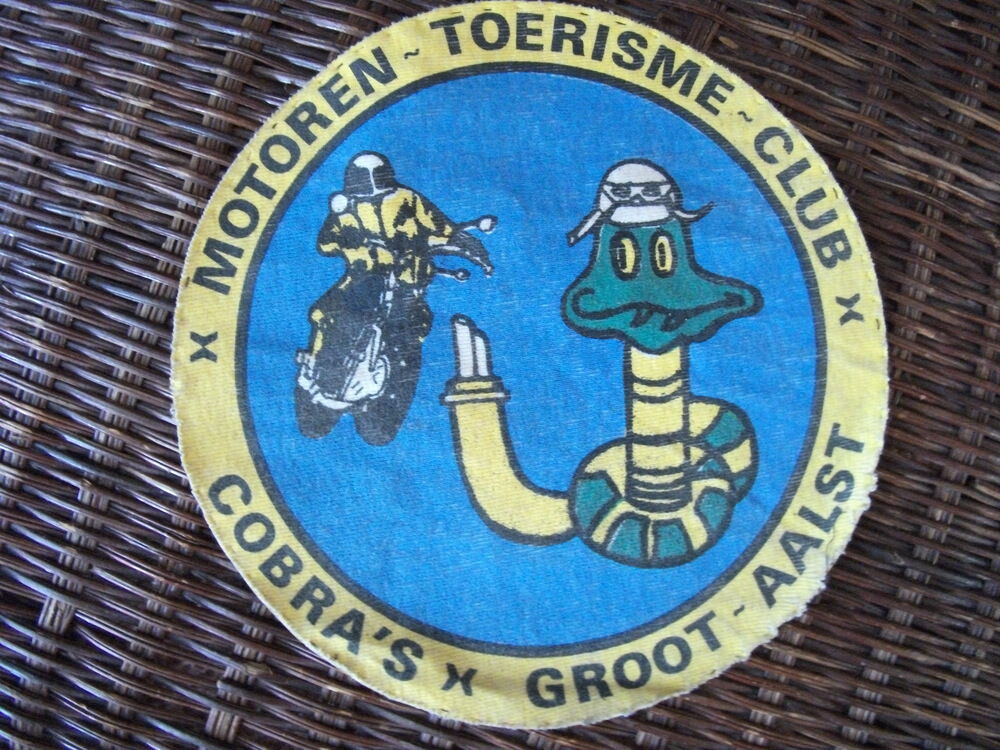 x MOTOREN ~ TOERISME ~ CLUB x
COBRA'S x GROOT ~ AALST